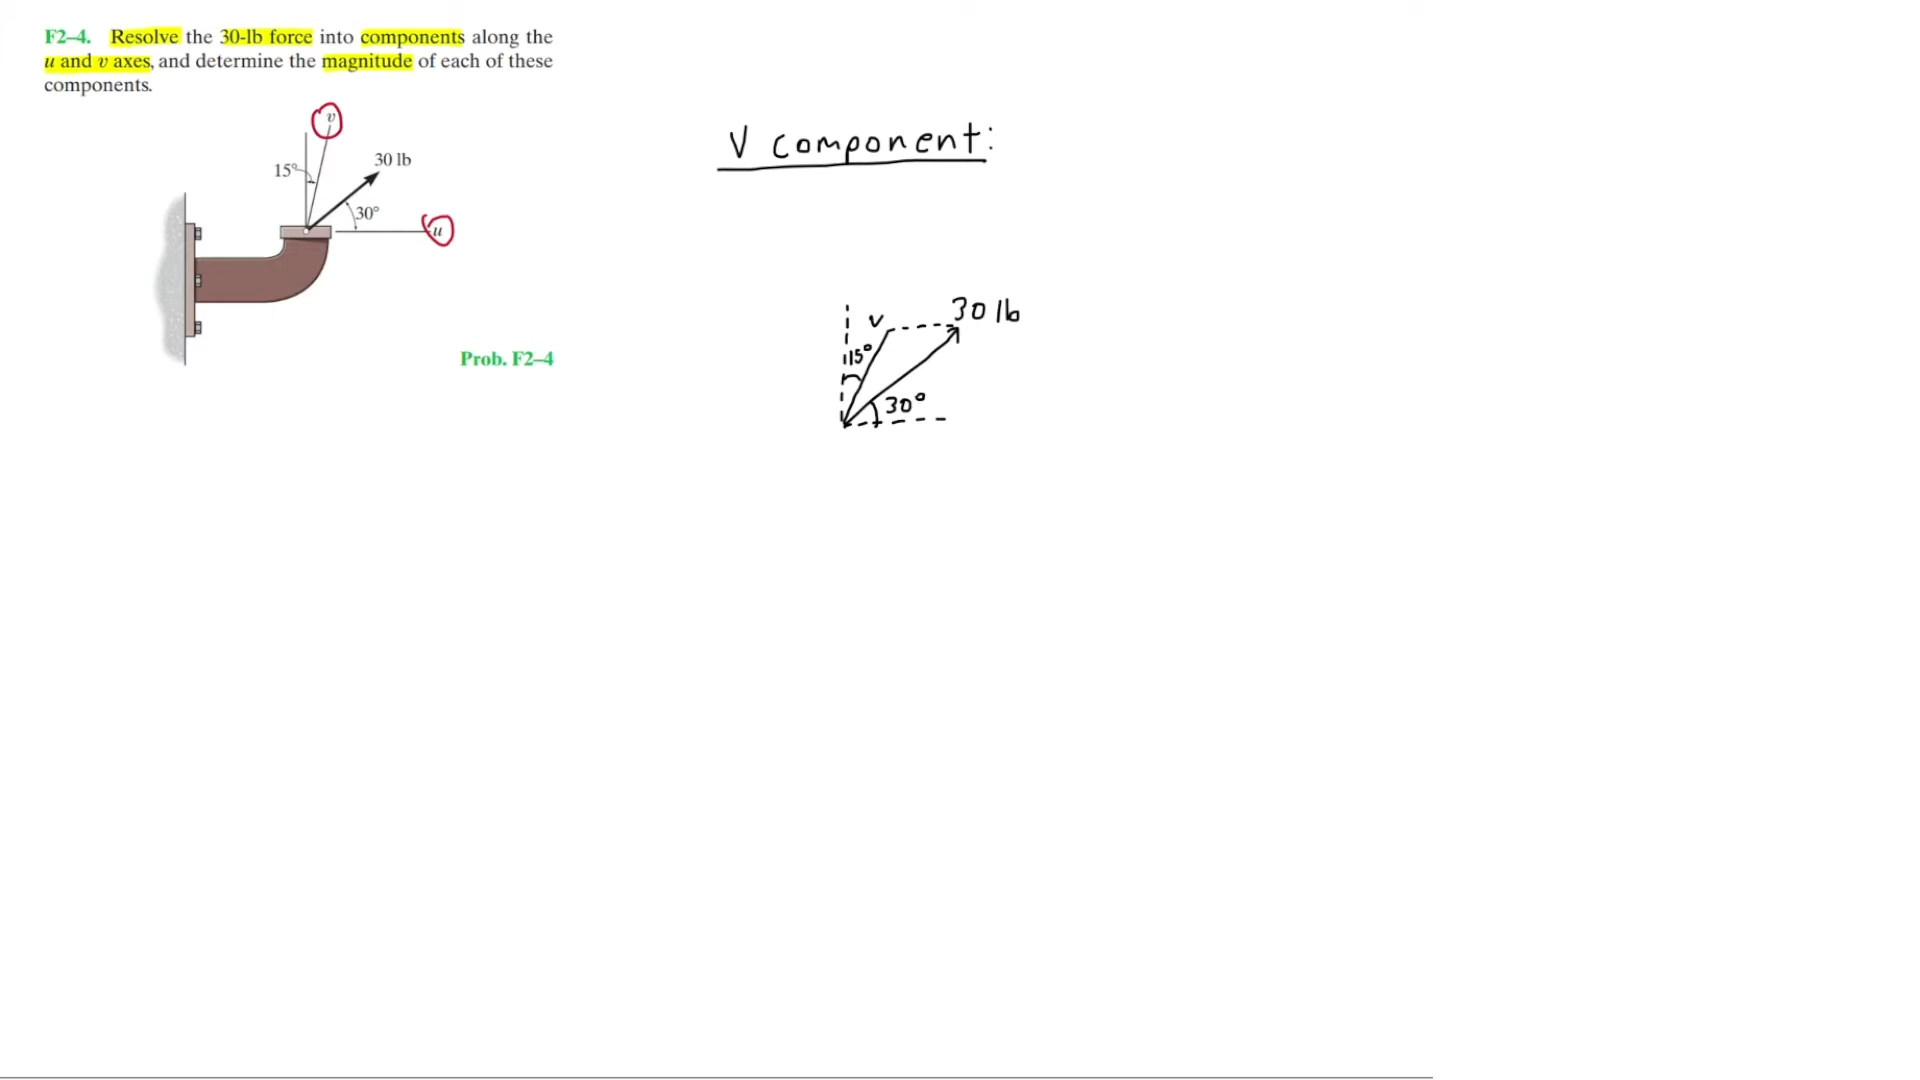 F2–4. Resolve the 30-lb force into components along the
u and v axes, and determine the magnitude of each of these
components.
v
15°
30 lb
30°
u
Prob. F2–4
V component:
v
30 lb
15°
30°